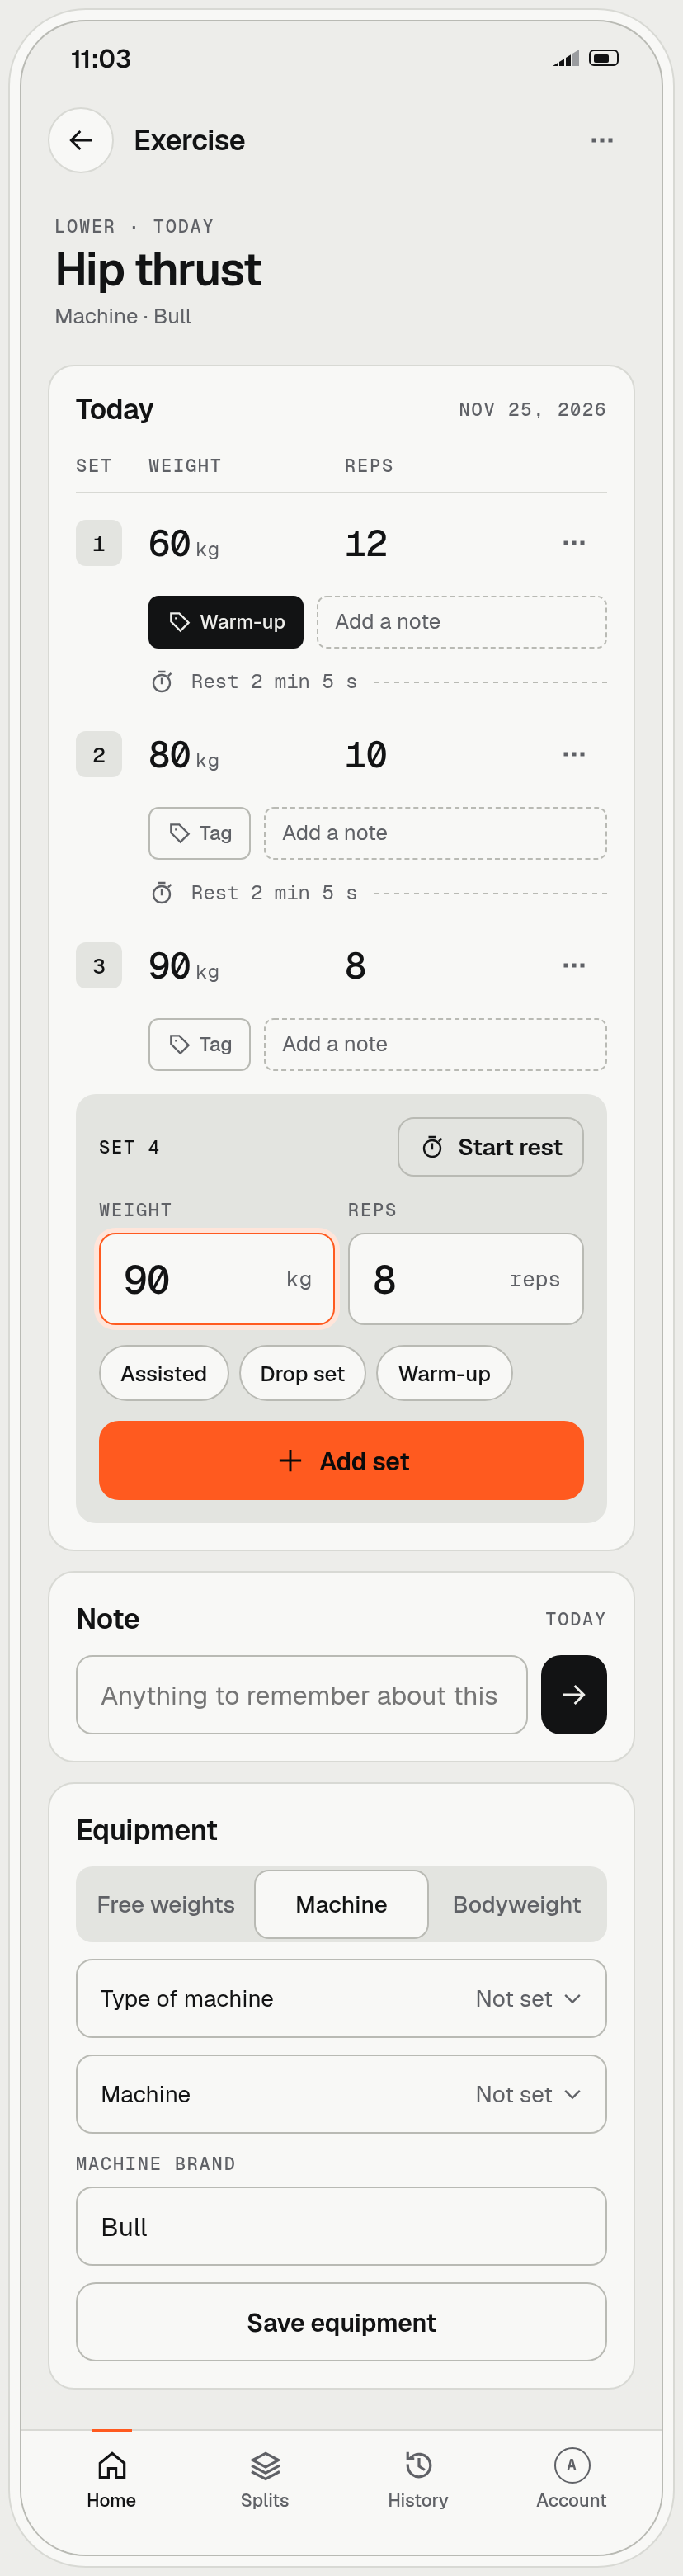 11:03
Exercise
LOWER · TODAY
Hip thrust
Machine · Bull
Today NOV 25, 2026
SET WEIGHT REPS
1 60 kg 12
Warm-up Add a note
Rest 2 min 5 s
2 80 kg 10
Tag Add a note
Rest 2 min 5 s
3 90 kg 8
Tag Add a note
SET 4 Start rest
WEIGHT REPS
90 kg 8 reps
Assisted Drop set Warm-up
Add set
Note TODAY
Anything to remember about this
Equipment
Free weights Machine Bodyweight
Type of machine Not set
Machine Not set
MACHINE BRAND
Bull
Save equipment
A
Home Splits History Account